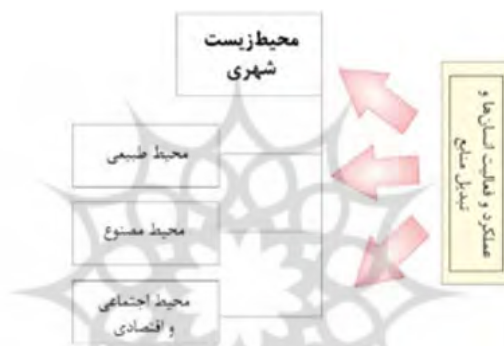 محیط‌زیست
شهری
محیط طبیعی
محیط مصنوع
محیط اجتماعی
و اقتصادی
عملکرد و فعالیت انسان‌ها و
تبدیل منابع